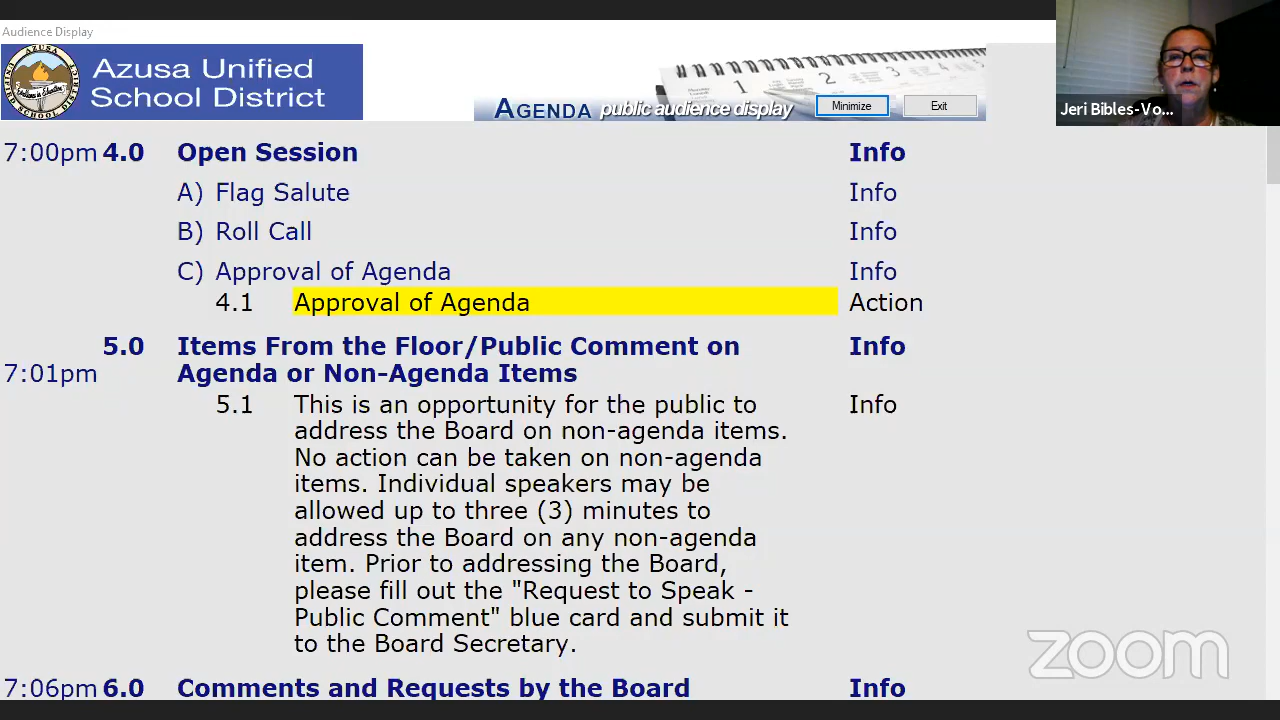 Audience Display
Azusa Unified
School District
AGENDA public audience display
Minimize
Exit
Jeri Bibles-Vo...
7:00pm 4.0 Open Session Info
A) Flag Salute Info
B) Roll Call Info
C) Approval of Agenda Info
4.1 Approval of Agenda Action
5.0 Items From the Floor/Public Comment on Info
7:01pm Agenda or Non-Agenda Items
5.1 This is an opportunity for the public to Info
address the Board on non-agenda items.
No action can be taken on non-agenda
items. Individual speakers may be
allowed up to three (3) minutes to
address the Board on any non-agenda
item. Prior to addressing the Board,
please fill out the "Request to Speak -
Public Comment" blue card and submit it
to the Board Secretary.
zoom
7:06pm 6.0 Comments and Requests by the Board Info